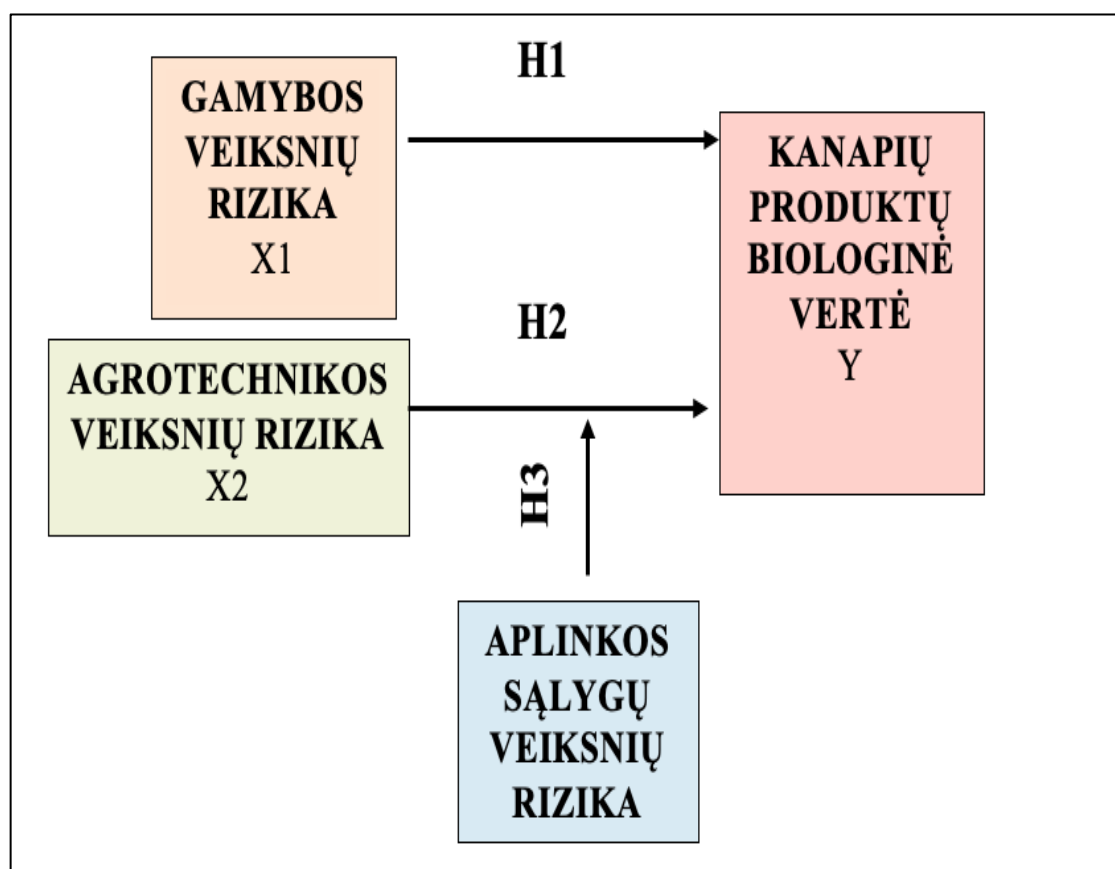 H1
GAMYBOS
VEIKSNIŲ
RIZIKA
X1
KANAPIŲ
PRODUKTŲ
BIOLOGINĖ
VERTĖ
Y
H2
AGROTECHNIKOS
VEIKSNIŲ RIZIKA
X2
H3
APLINKOS
SĄLYGŲ
VEIKSNIŲ
RIZIKA